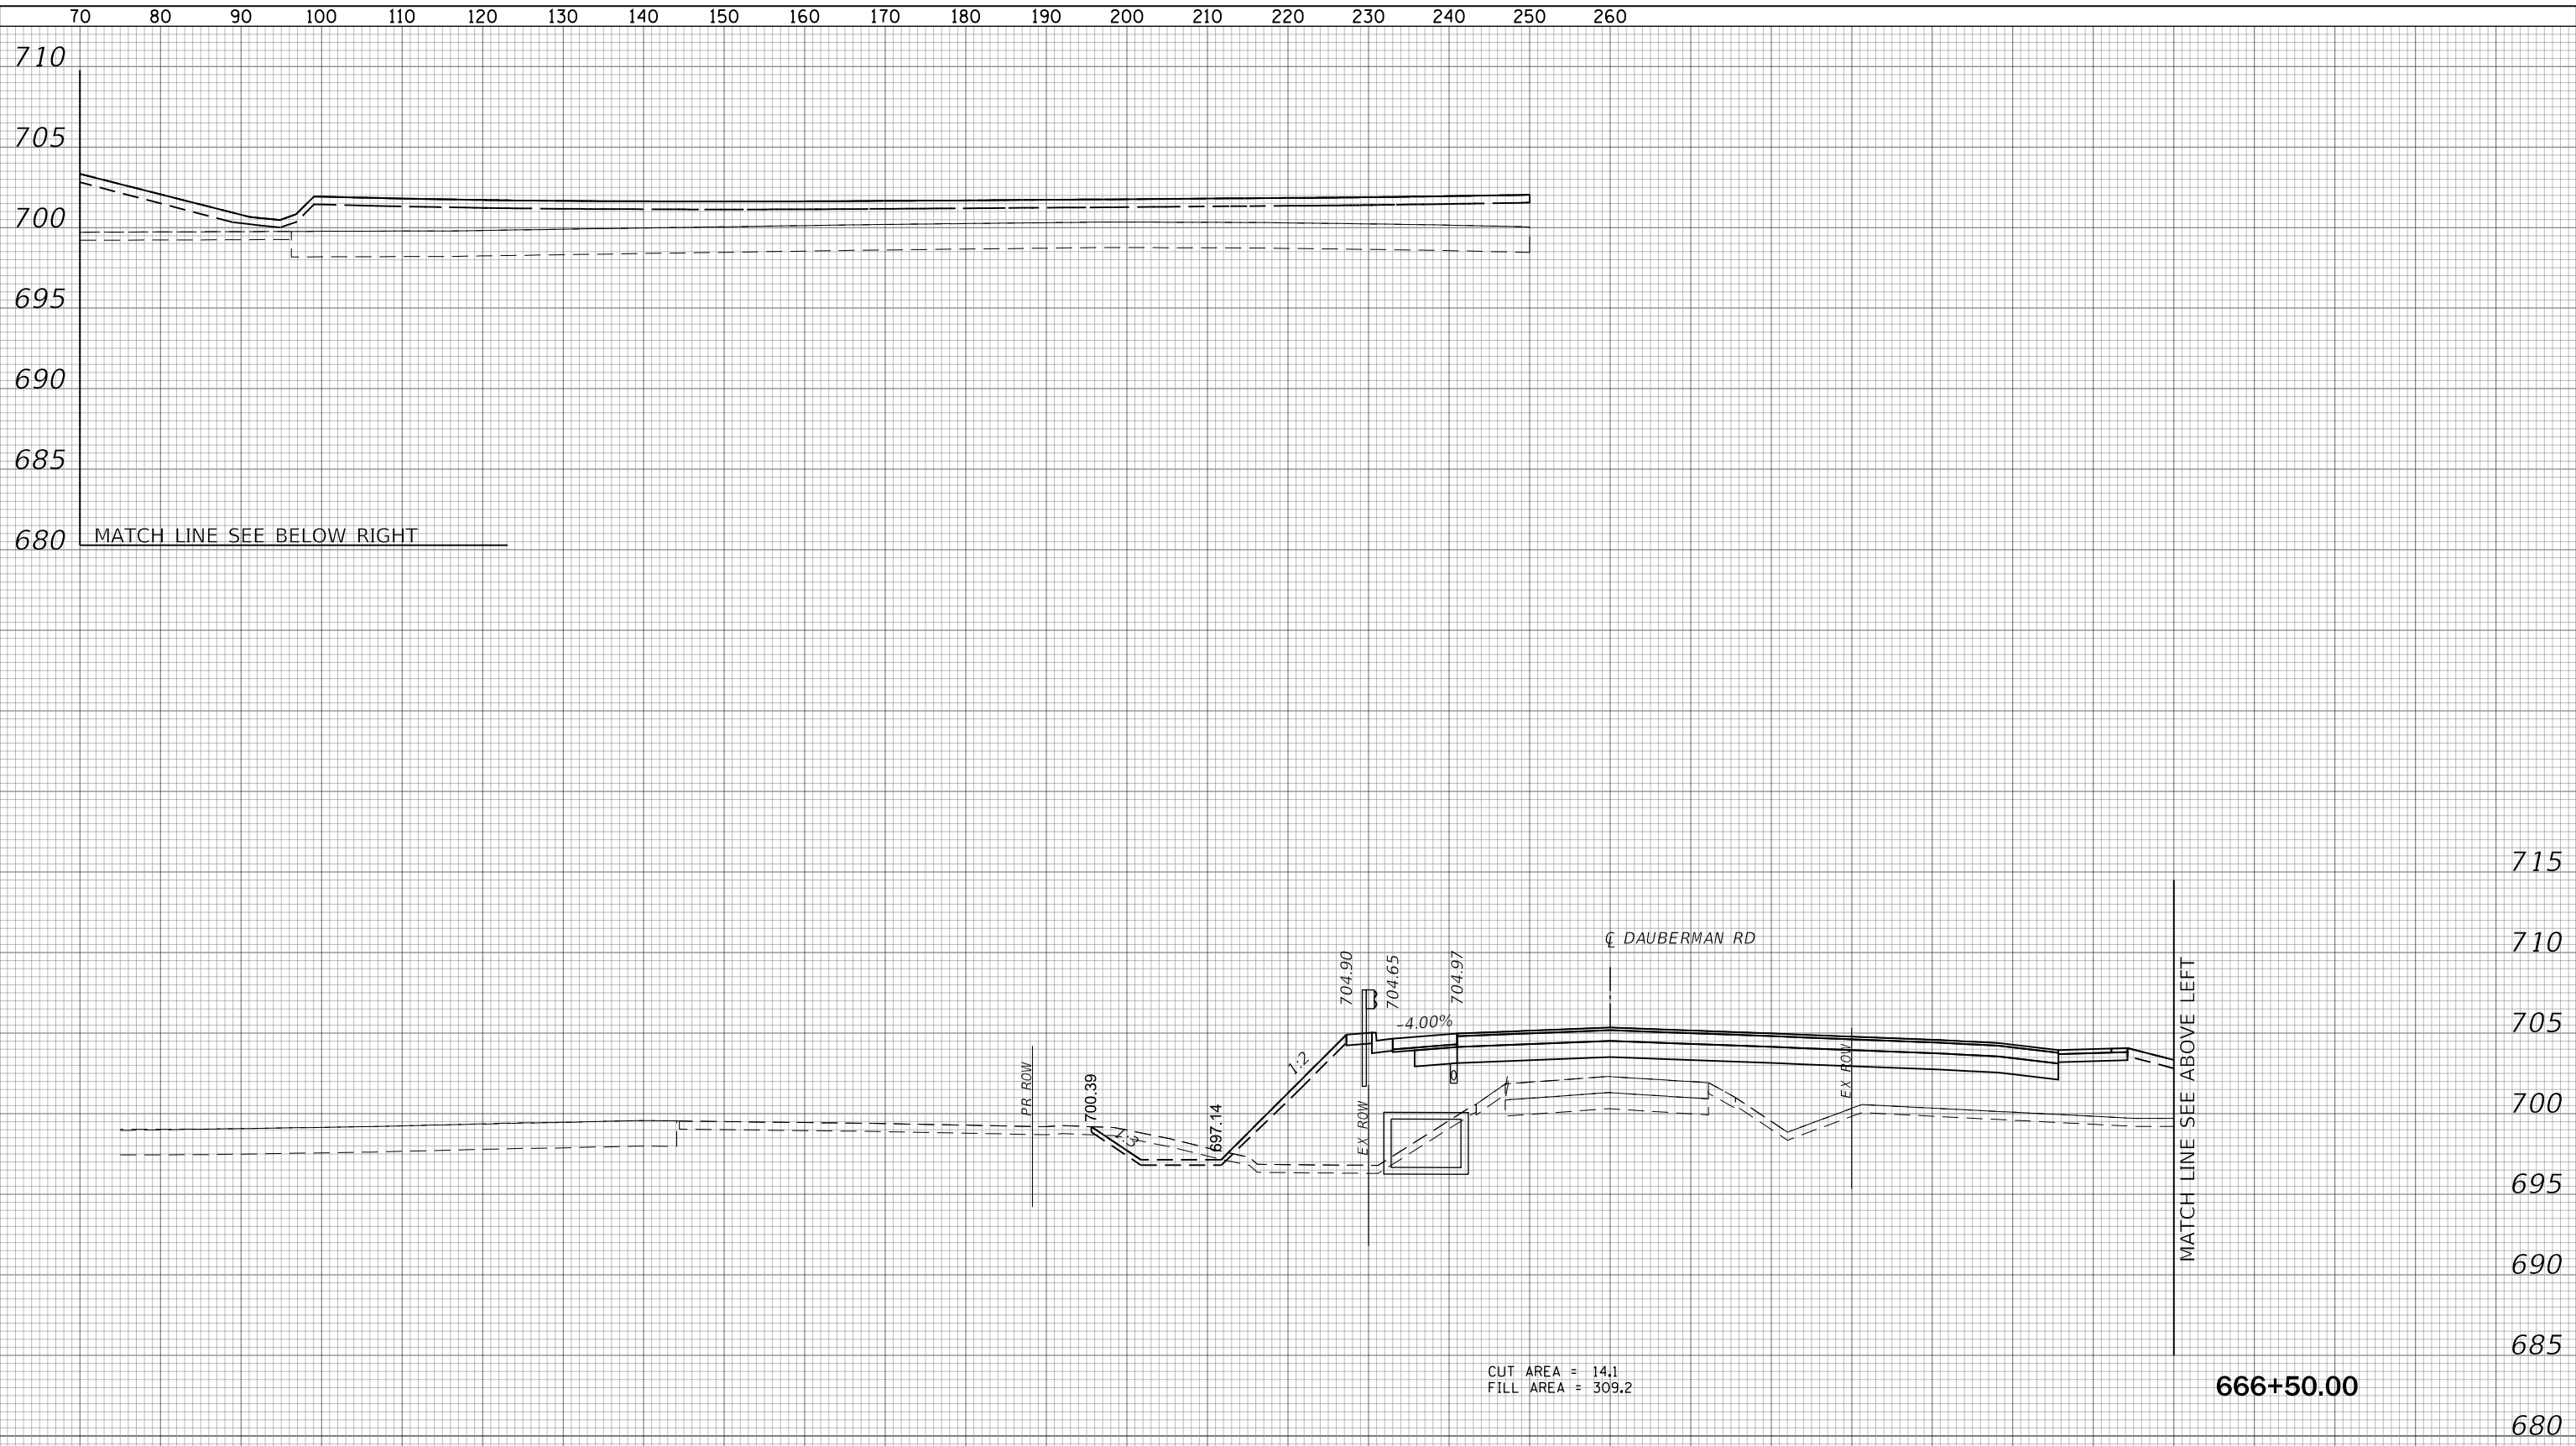 70 80 90 100 110 120 130 140 150 160 170 180 190 200 210 220 230 240 250 260
710
705
700
695
690
685
680
MATCH LINE SEE BELOW RIGHT
715
710
705
700
695
690
685
680
℄ DAUBERMAN RD
704.90
704.65
704.97
-4.00%
1:2
PR ROW
700.39
1:3
697.14
EX ROW
EX ROW
MATCH LINE SEE ABOVE LEFT
CUT AREA = 14.1
FILL AREA = 309.2
666+50.00